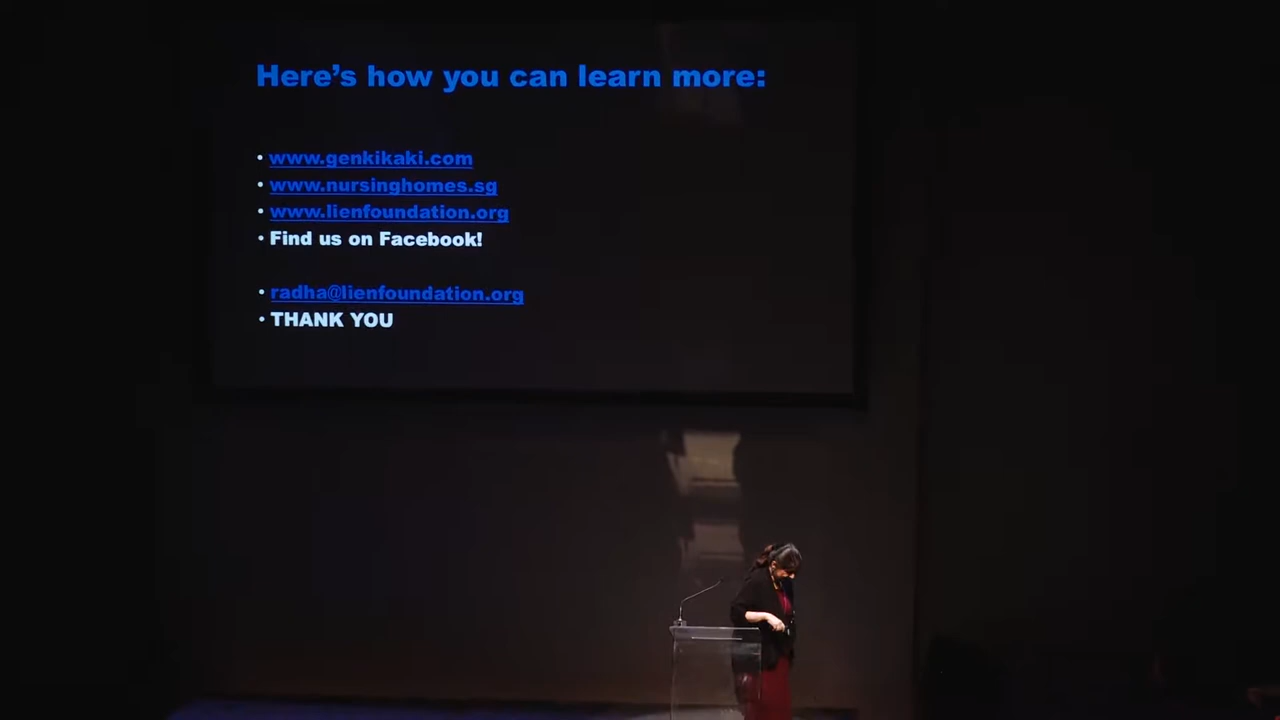 Here's how you can learn more:
• www.genkikaki.com
• www.nursinghomes.sg
• www.lienfoundation.org
• Find us on Facebook!
• radha@lienfoundation.org
• THANK YOU